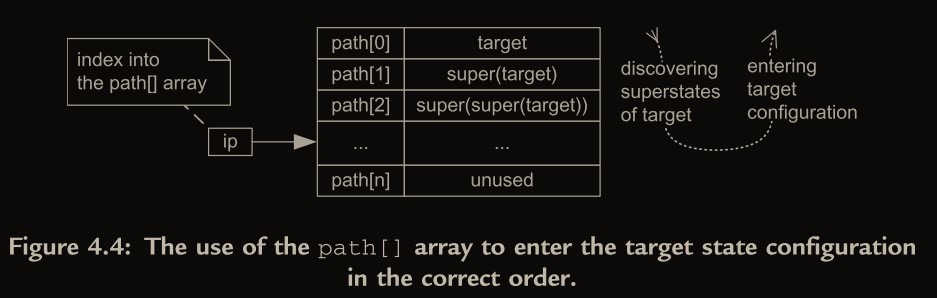 index into
the path[] array
ip
path[0] target
path[1] super(target)
path[2] super(super(target))
... ...
path[n] unused
discovering
superstates
of target
entering
target
configuration
Figure 4.4: The use of the path[] array to enter the target state configuration
in the correct order.